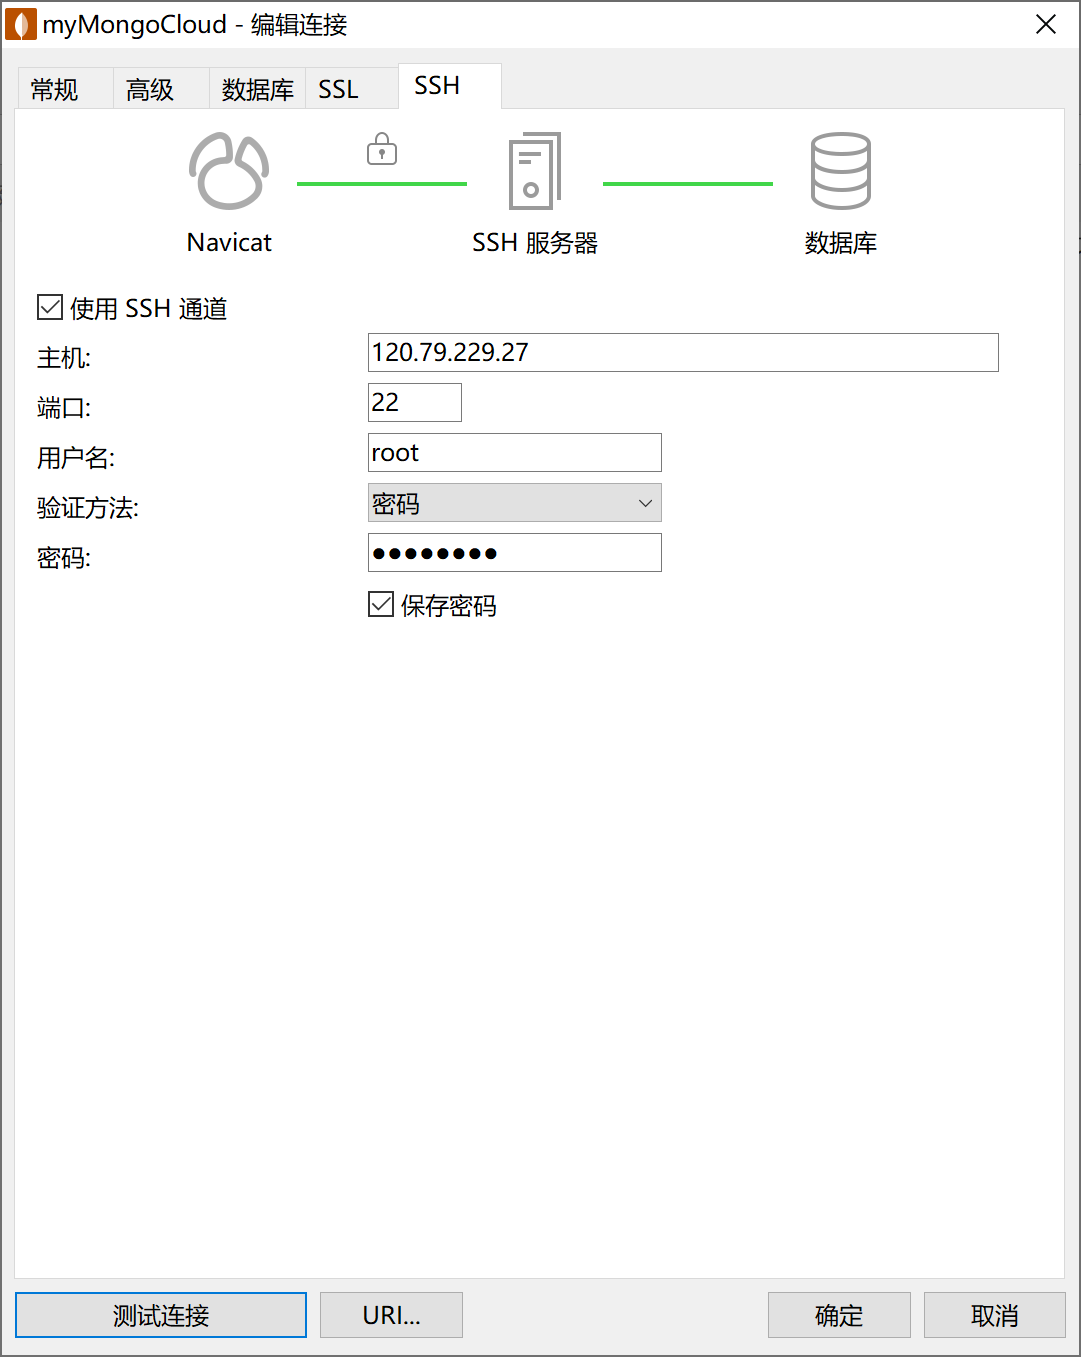 myMongoCloud - 编辑连接
常规 高级 数据库 SSL SSH
Navicat SSH 服务器 数据库
使用 SSH 通道
主机: 120.79.229.27
端口: 22
用户名: root
验证方法: 密码
密码: ●●●●●●●●
保存密码
测试连接 URI... 确定 取消